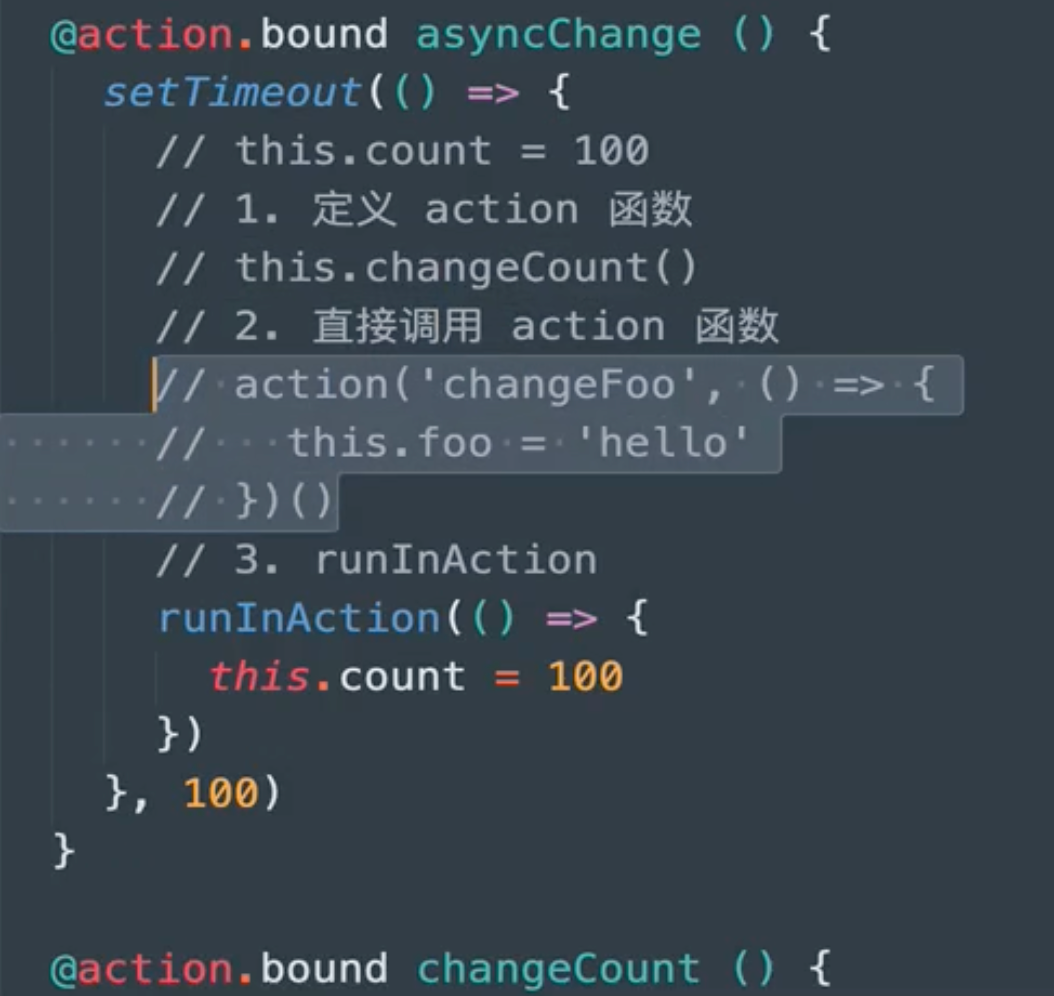 @action.bound asyncChange () {
setTimeout(() => {
// this.count = 100
// 1. 定义 action 函数
// this.changeCount()
// 2. 直接调用 action 函数
// action('changeFoo', () => {
//   this.foo = 'hello'
// })()
// 3. runInAction
runInAction(() => {
this.count = 100
})
}, 100)
}
@action.bound changeCount () {